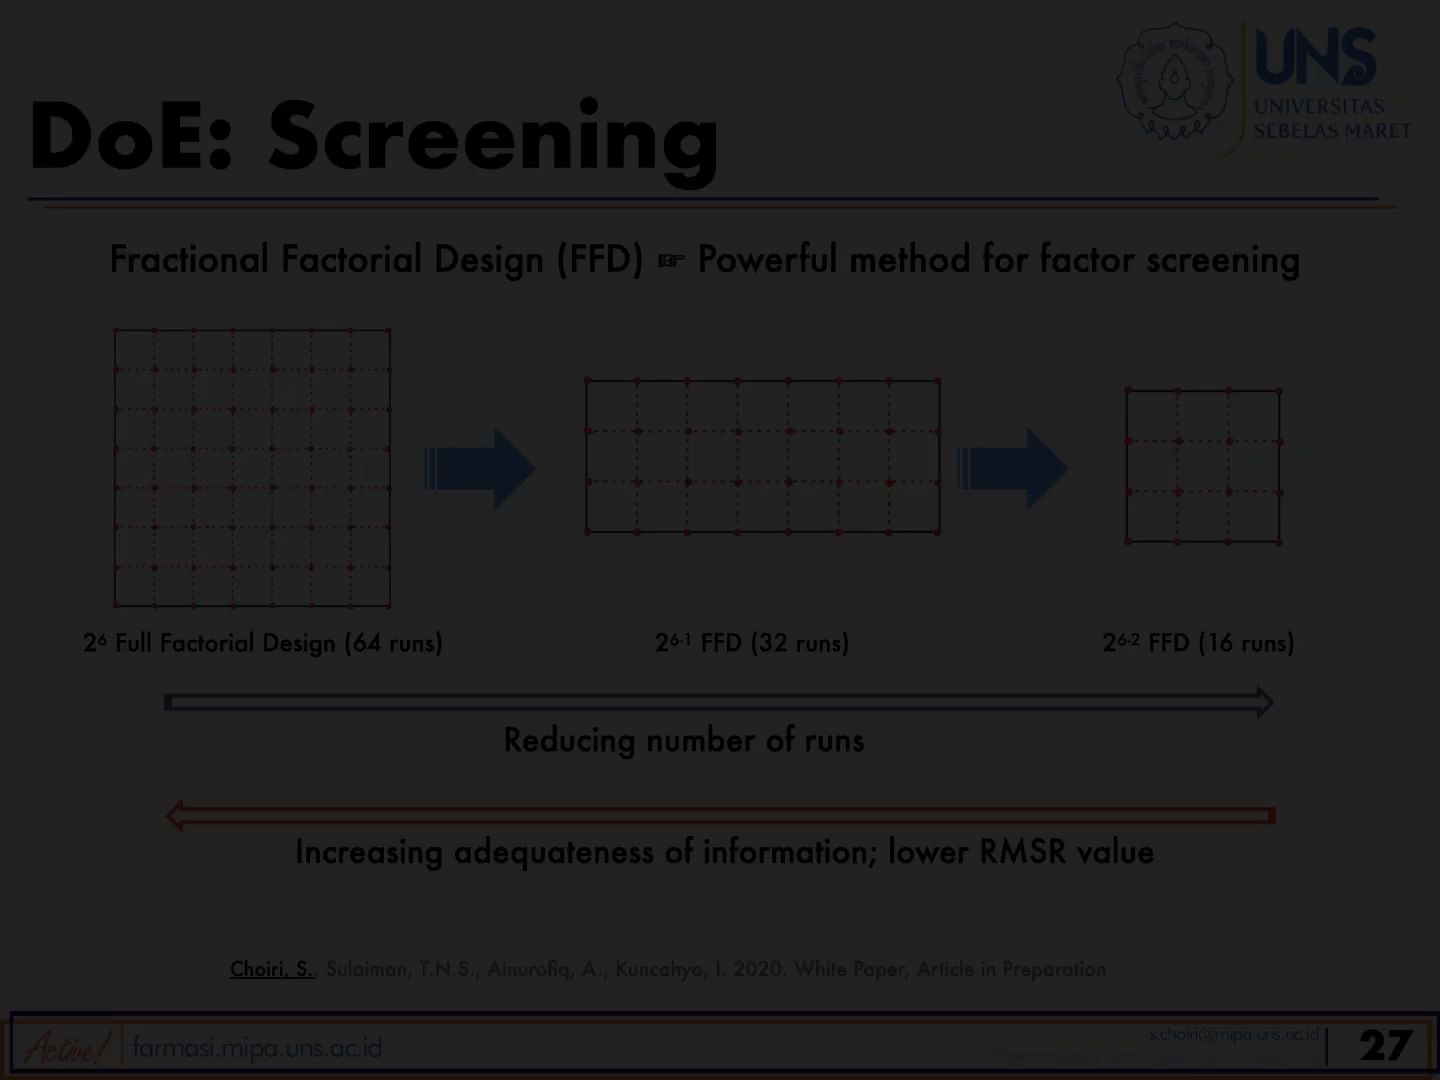 UNS
UNIVERSITAS
SEBELAS MARET
DoE: Screening
Fractional Factorial Design (FFD) ☞ Powerful method for factor screening
2⁶ Full Factorial Design (64 runs)
2⁶⁻¹ FFD (32 runs)
2⁶⁻² FFD (16 runs)
Reducing number of runs
Increasing adequateness of information; lower RMSR value
Choiri, S., Sulaiman, T.N.S., Ainurofiq, A., Kuncahyo, I. 2020. White Paper, Article in Preparation
Active!
farmasi.mipa.uns.ac.id
s.choiri@mipa.uns.ac.id
27